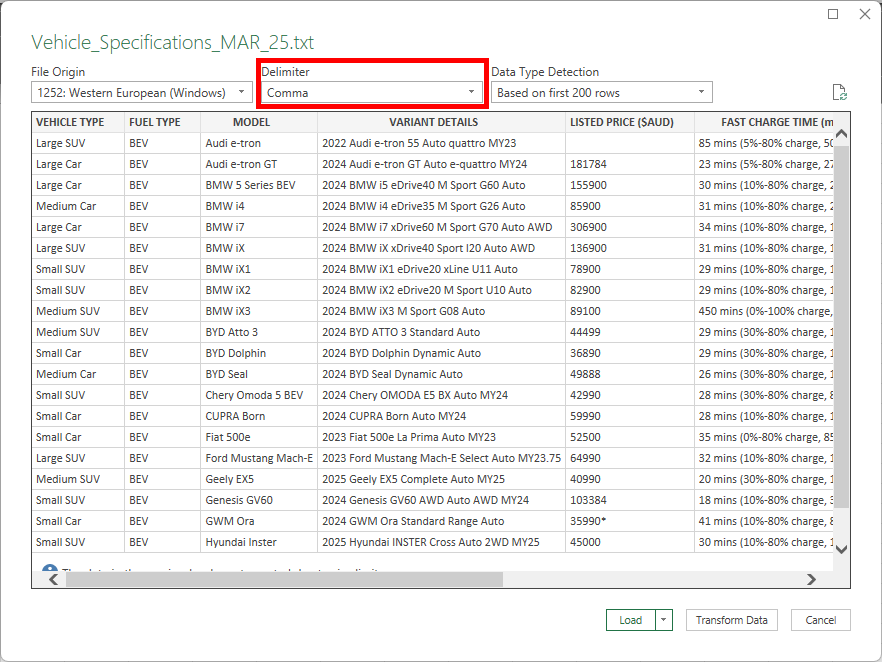 Vehicle_Specifications_MAR_25.txt
File Origin Delimiter Data Type Detection
1252: Western European (Windows) Comma Based on first 200 rows
VEHICLE TYPE FUEL TYPE MODEL VARIANT DETAILS LISTED PRICE ($AUD) FAST CHARGE TIME (m
Large SUV BEV Audi e-tron 2022 Audi e-tron 55 Auto quattro MY23 85 mins (5%-80% charge, 50
Large Car BEV Audi e-tron GT 2024 Audi e-tron GT Auto e-quattro MY24 181784 23 mins (5%-80% charge, 27
Large Car BEV BMW 5 Series BEV 2024 BMW i5 eDrive40 M Sport G60 Auto 155900 30 mins (10%-80% charge, 2
Medium Car BEV BMW i4 2024 BMW i4 eDrive35 M Sport G26 Auto 85900 31 mins (10%-80% charge, 2
Large Car BEV BMW i7 2024 BMW i7 xDrive60 M Sport G70 Auto AWD 306900 34 mins (10%-80% charge, 1
Large SUV BEV BMW iX 2024 BMW iX xDrive40 Sport I20 Auto AWD 136900 31 mins (10%-80% charge, 1
Small SUV BEV BMW iX1 2024 BMW iX1 eDrive20 xLine U11 Auto 78900 29 mins (10%-80% charge, 1
Small SUV BEV BMW iX2 2024 BMW iX2 eDrive20 M Sport U10 Auto 82900 29 mins (10%-80% charge, 1
Medium SUV BEV BMW iX3 2024 BMW iX3 M Sport G08 Auto 89100 450 mins (0%-100% charge,
Medium SUV BEV BYD Atto 3 2024 BYD ATTO 3 Standard Auto 44499 29 mins (30%-80% charge, 1
Small Car BEV BYD Dolphin 2024 BYD Dolphin Dynamic Auto 36890 29 mins (30%-80% charge, 1
Medium Car BEV BYD Seal 2024 BYD Seal Dynamic Auto 49888 26 mins (30%-80% charge, 1
Small SUV BEV Chery Omoda 5 BEV 2024 Chery OMODA E5 BX Auto MY24 42990 28 mins (30%-80% charge, 8
Small Car BEV CUPRA Born 2024 CUPRA Born Auto MY24 59990 28 mins (10%-80% charge, 1
Small Car BEV Fiat 500e 2023 Fiat 500e La Prima Auto MY23 52500 35 mins (0%-80% charge, 85
Large SUV BEV Ford Mustang Mach-E 2023 Ford Mustang Mach-E Select Auto MY23.75 64990 32 mins (10%-80% charge, 1
Medium SUV BEV Geely EX5 2025 Geely EX5 Complete Auto MY25 40990 20 mins (30%-80% charge, 1
Small SUV BEV Genesis GV60 2024 Genesis GV60 AWD Auto AWD MY24 103384 18 mins (10%-80% charge, 3
Small Car BEV GWM Ora 2024 GWM Ora Standard Range Auto 35990* 41 mins (10%-80% charge, 8
Small SUV BEV Hyundai Inster 2025 Hyundai INSTER Cross Auto 2WD MY25 45000 30 mins (10%-80% charge, 1
Load Transform Data Cancel